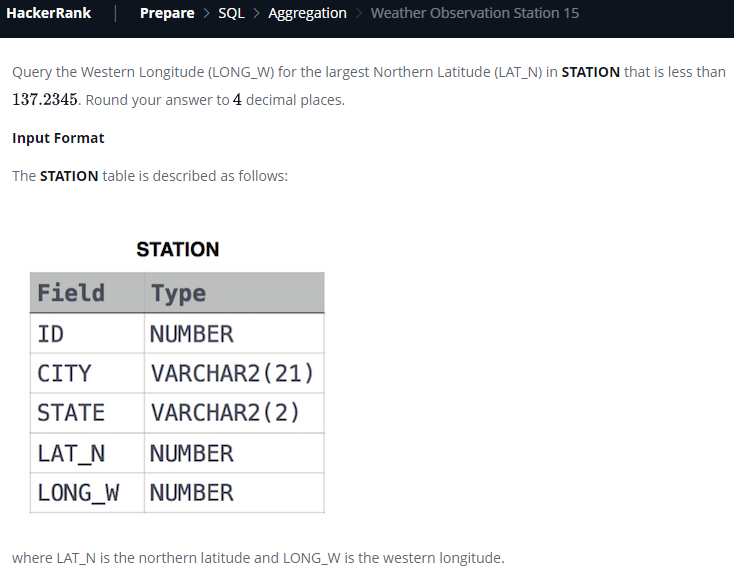 HackerRank | Prepare > SQL > Aggregation > Weather Observation Station 15
Query the Western Longitude (LONG_W) for the largest Northern Latitude (LAT_N) in STATION that is less than
137.2345. Round your answer to 4 decimal places.
Input Format
The STATION table is described as follows:
STATION
Field Type
ID NUMBER
CITY VARCHAR2(21)
STATE VARCHAR2(2)
LAT_N NUMBER
LONG_W NUMBER
where LAT_N is the northern latitude and LONG_W is the western longitude.